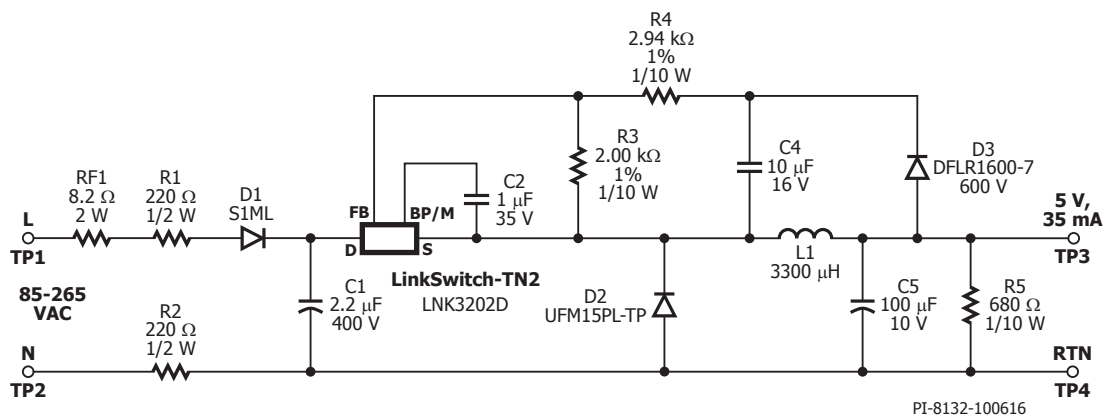 R4
2.94 kΩ
1%
1/10 W
R3
2.00 kΩ
1%
1/10 W
C4
10 μF
16 V
D3
DFLR1600-7
600 V
RF1
8.2 Ω
2 W
R1
220 Ω
1/2 W
D1
S1ML
C2
1 μF
35 V
FB
BP/M
D
S
5 V,
35 mA
L
TP1
TP3
85-265
VAC
C1
2.2 μF
400 V
LinkSwitch-TN2
LNK3202D
D2
UFM15PL-TP
L1
3300 μH
C5
100 μF
10 V
R5
680 Ω
1/10 W
R2
220 Ω
1/2 W
N
TP2
RTN
TP4
PI-8132-100616